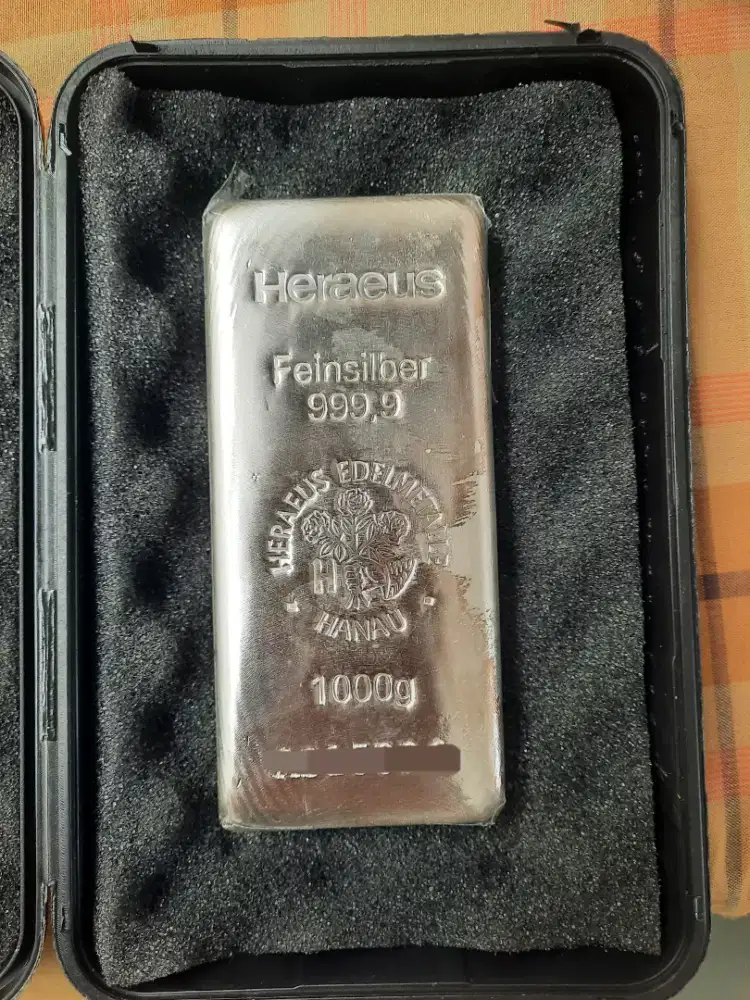 Heraeus
Feinsilber
999,9
HERAEUS EDELMETALLE
H
HANAU
1000g